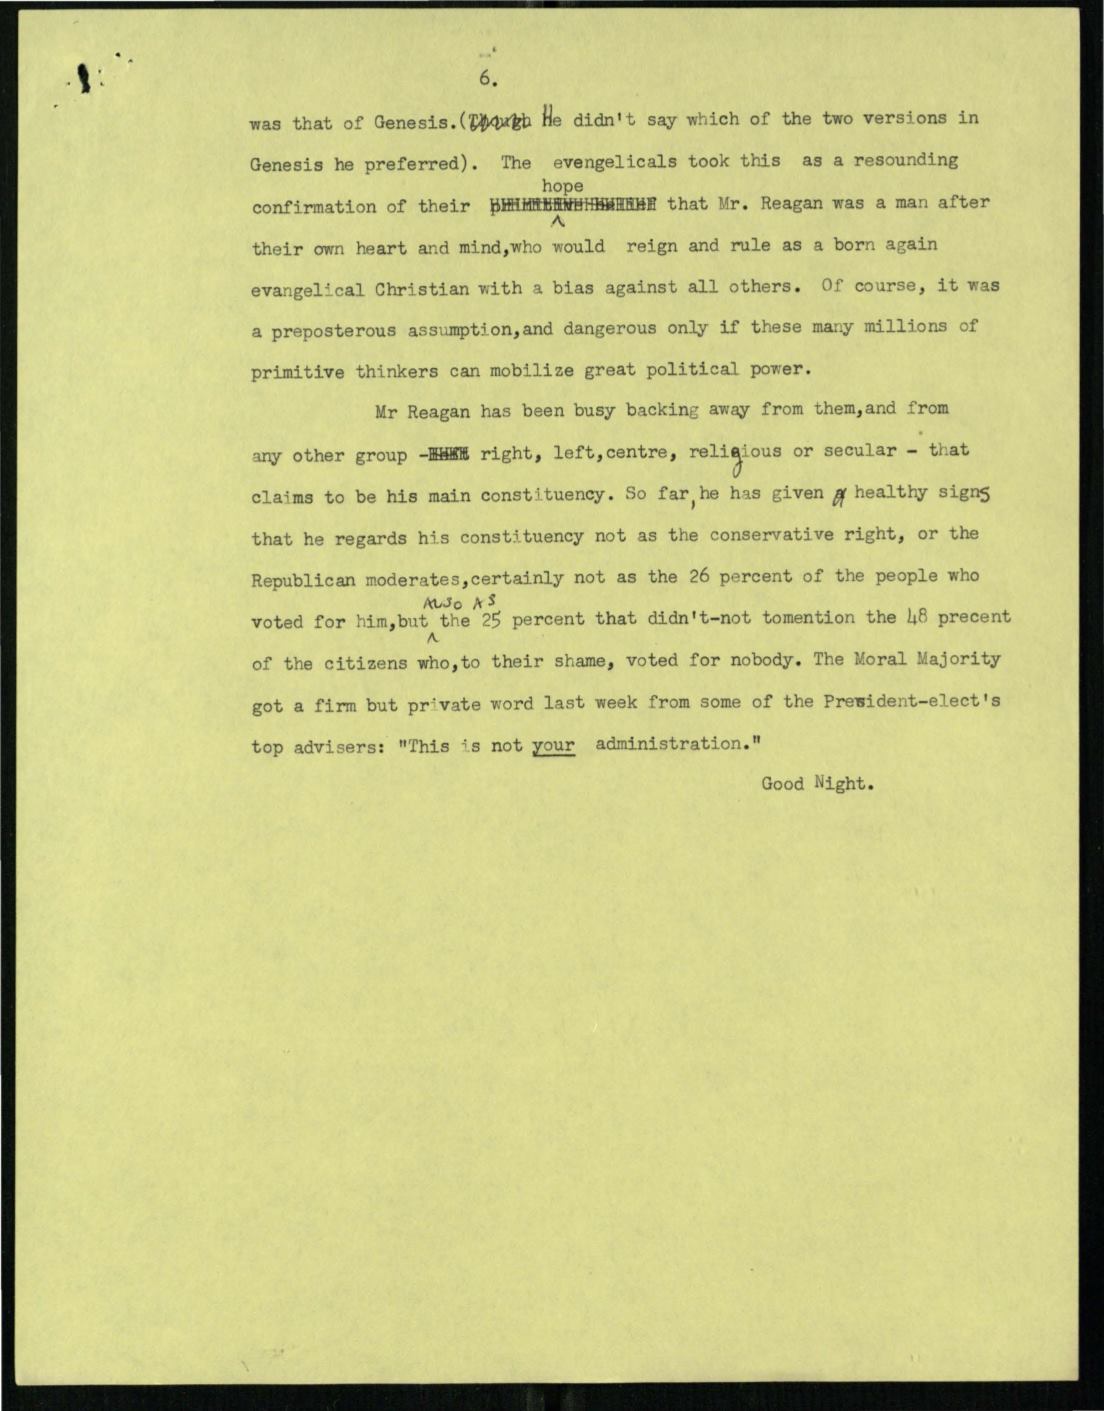 6.
was that of Genesis.(Though He didn't say which of the two versions in
Genesis he preferred). The evengelicals took this as a resounding
hope
confirmation of their that Mr. Reagan was a man after
their own heart and mind,who would reign and rule as a born again
evangelical Christian with a bias against all others. Of course, it was
a preposterous assumption,and dangerous only if these many millions of
primitive thinkers can mobilize great political power.
Mr Reagan has been busy backing away from them,and from
any other group - right, left,centre, religious or secular - that
claims to be his main constituency. So far,he has given a healthy signs
that he regards his constituency not as the conservative right, or the
Republican moderates,certainly not as the 26 percent of the people who
ALSO AS
voted for him,but the 25 percent that didn't-not tomention the 48 precent
of the citizens who,to their shame, voted for nobody. The Moral Majority
got a firm but private word last week from some of the President-elect's
top advisers: "This is not your administration."
Good Night.